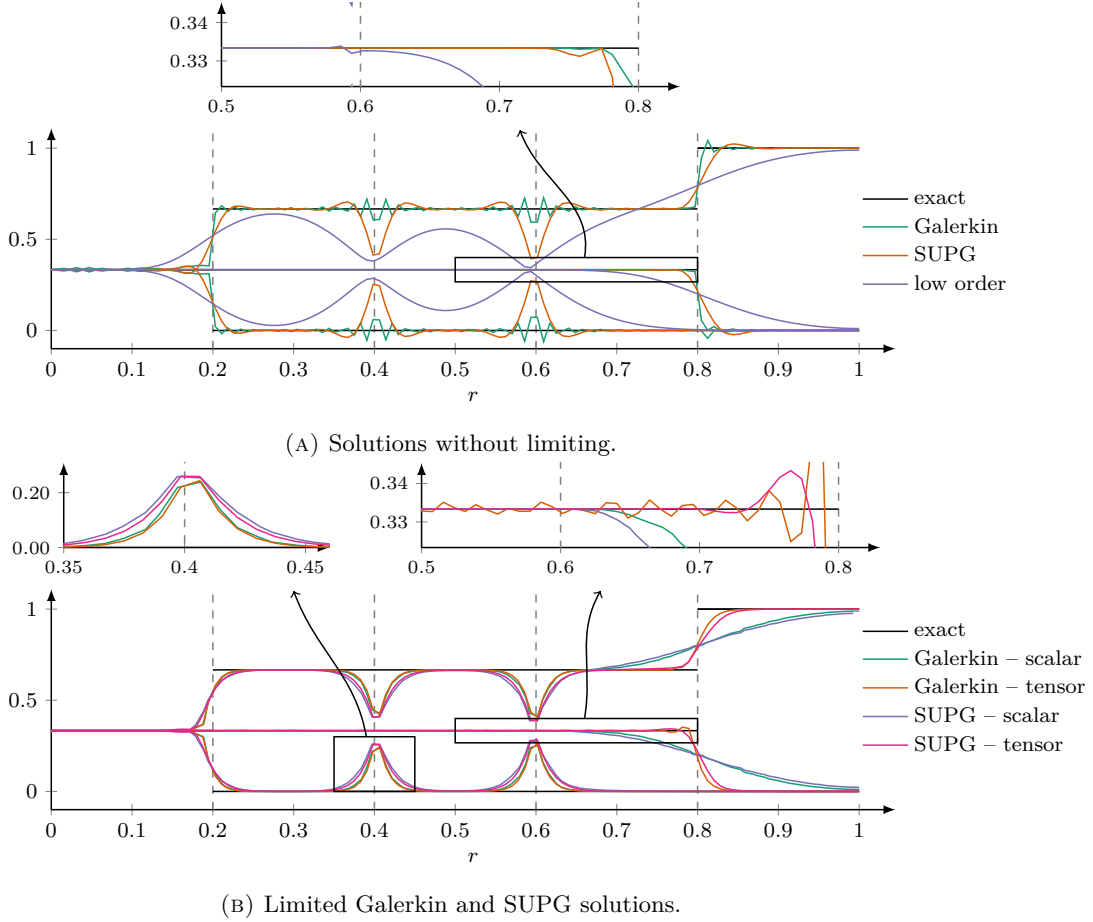 0.34
0.33
0.5 0.6 0.7 0.8
1
0.5
0
0 0.1 0.2 0.3 0.4 0.5 0.6 0.7 0.8 0.9 1
r
exact
Galerkin
SUPG
low order
(A) Solutions without limiting.
0.20
0.00
0.35 0.4 0.45
0.34
0.33
0.5 0.6 0.7 0.8
1
0.5
0
0 0.1 0.2 0.3 0.4 0.5 0.6 0.7 0.8 0.9 1
r
exact
Galerkin – scalar
Galerkin – tensor
SUPG – scalar
SUPG – tensor
(B) Limited Galerkin and SUPG solutions.